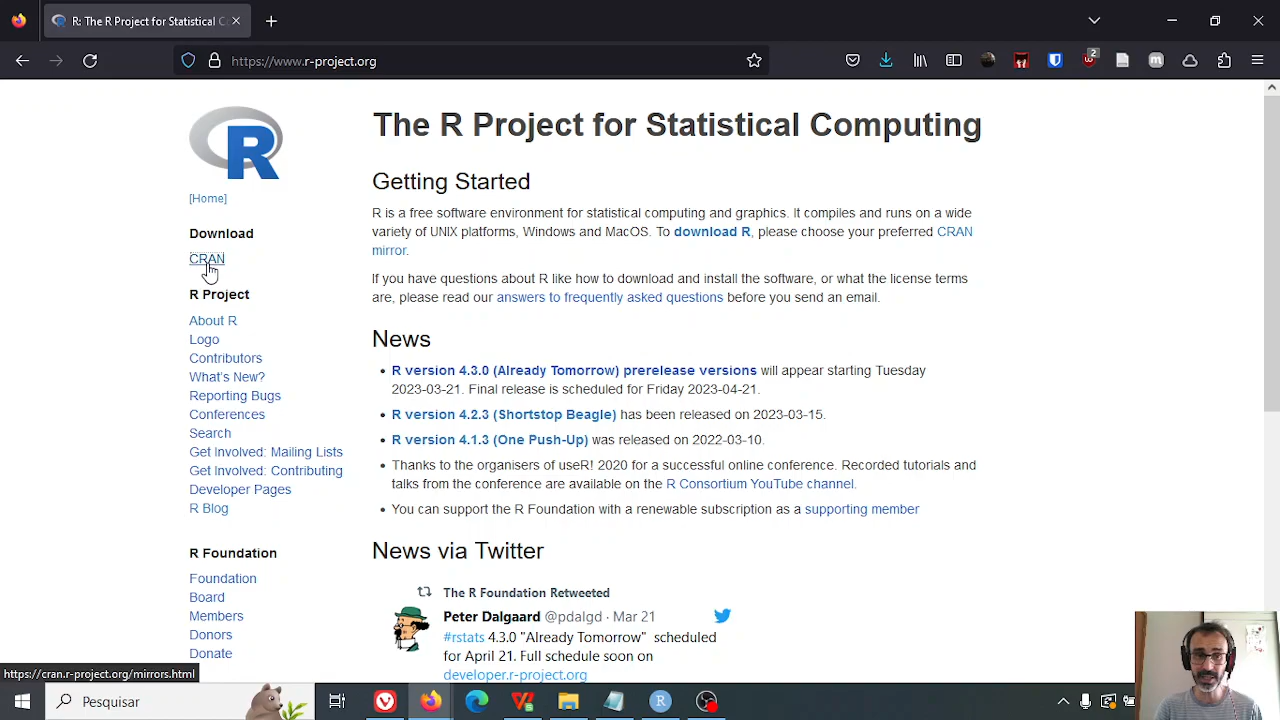 R: The R Project for Statistical C
https://www.r-project.org
2
R
[Home]
Download
CRAN
R Project
About R
Logo
Contributors
What's New?
Reporting Bugs
Conferences
Search
Get Involved: Mailing Lists
Get Involved: Contributing
Developer Pages
R Blog
R Foundation
Foundation
Board
Members
Donors
Donate
The R Project for Statistical Computing
Getting Started
R is a free software environment for statistical computing and graphics. It compiles and runs on a wide
variety of UNIX platforms, Windows and MacOS. To download R, please choose your preferred CRAN
mirror.
If you have questions about R like how to download and install the software, or what the license terms
are, please read our answers to frequently asked questions before you send an email.
News
• R version 4.3.0 (Already Tomorrow) prerelease versions will appear starting Tuesday
2023-03-21. Final release is scheduled for Friday 2023-04-21.
• R version 4.2.3 (Shortstop Beagle) has been released on 2023-03-15.
• R version 4.1.3 (One Push-Up) was released on 2022-03-10.
• Thanks to the organisers of useR! 2020 for a successful online conference. Recorded tutorials and
talks from the conference are available on the R Consortium YouTube channel.
• You can support the R Foundation with a renewable subscription as a supporting member
News via Twitter
The R Foundation Retweeted
Peter Dalgaard @pdalgd · Mar 21
#rstats 4.3.0 "Already Tomorrow" scheduled
for April 21. Full schedule soon on
developer.r-project.org
https://cran.r-project.org/mirrors.html
Pesquisar
R